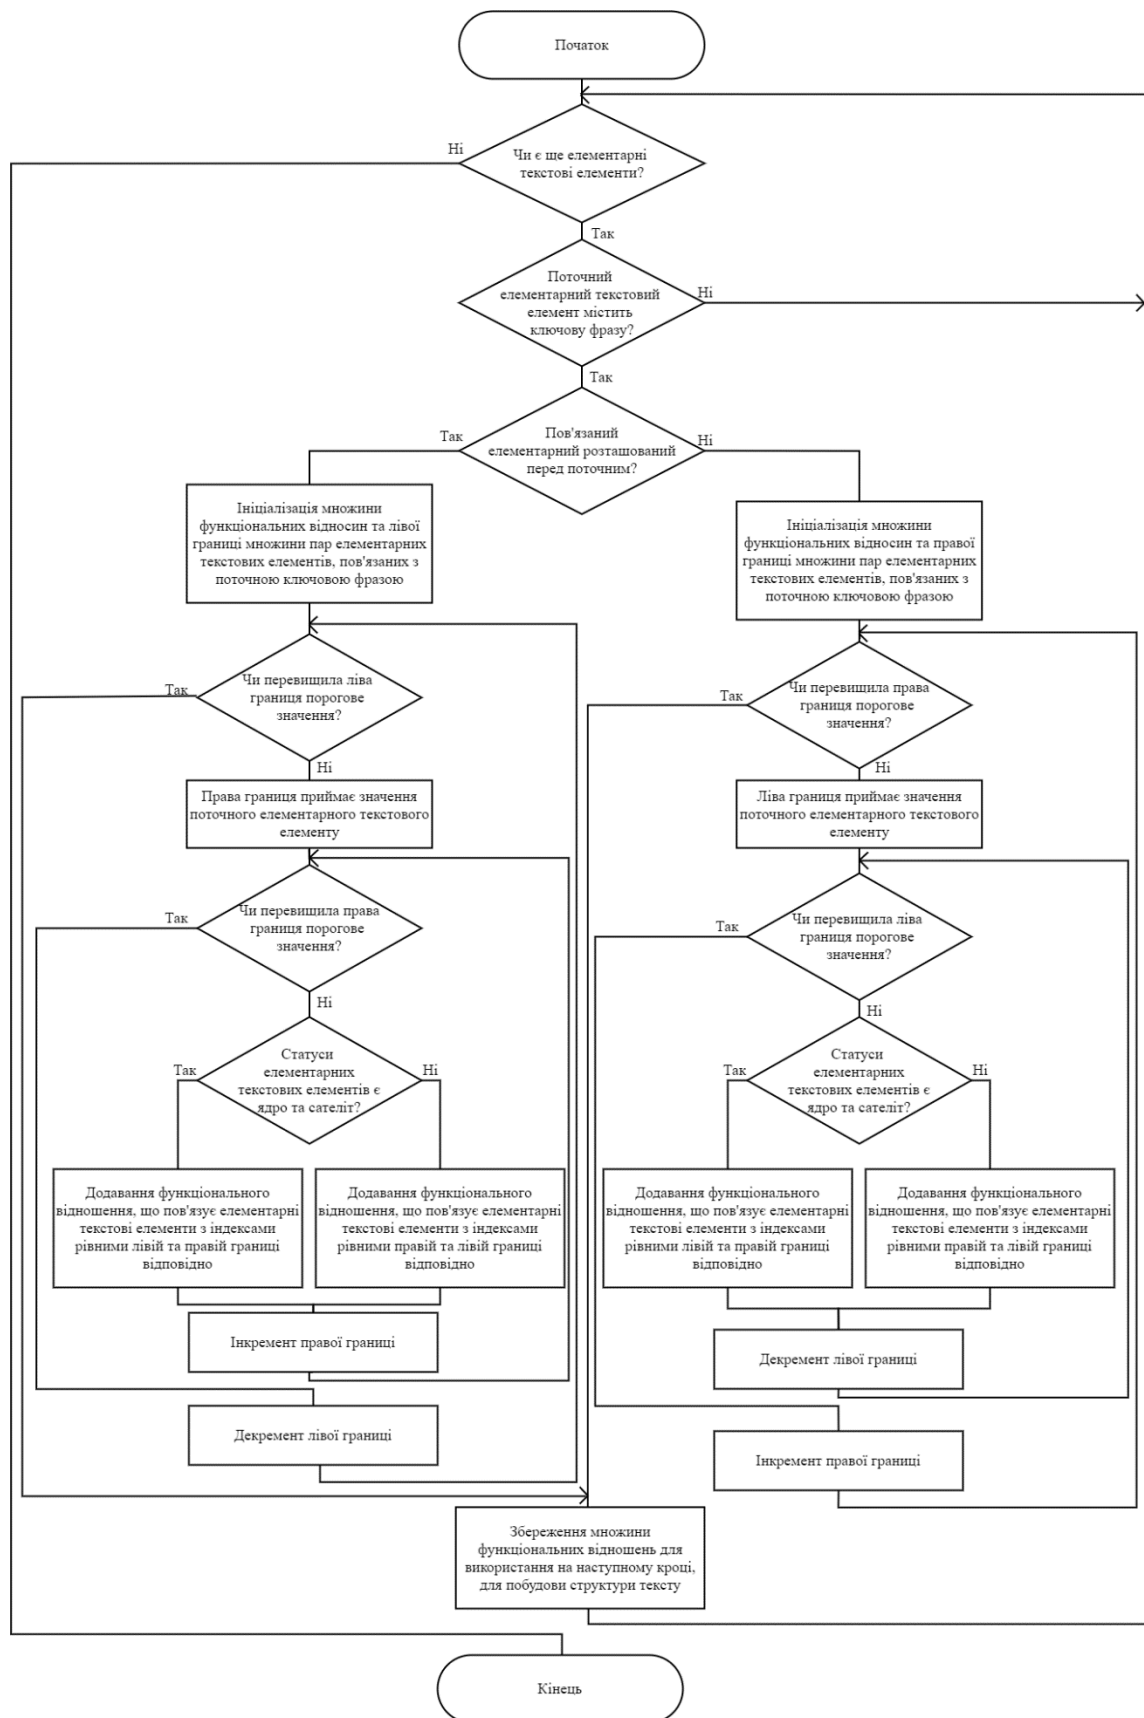 Початок
Ні
Чи є ще елементарні
текстові елементи?
Так
Поточний
елементарний текстовий
елемент містить
ключову фразу?
Ні
Так
Так
Пов'язаний
елементарний розташований
перед поточним?
Ні
Ініціалізація множини
функціональних відносин та лівої
границі множини пар елементарних
текстових елементів, пов'язаних з
поточною ключовою фразою
Ініціалізація множини
функціональних відносин та правої
границі множини пар елементарних
текстових елементів, пов'язаних з
поточною ключовою фразою
Так
Чи перевищила ліва
границя порогове
значення?
Ні
Так
Чи перевищила права
границя порогове
значення?
Ні
Права границя приймає значення
поточного елементарного текстового
елементу
Ліва границя приймає значення
поточного елементарного текстового
елементу
Так
Чи перевищила права
границя порогове
значення?
Ні
Так
Чи перевищила ліва
границя порогове
значення?
Ні
Так
Статуси
елементарних
текстових елементів є
ядро та сателіт?
Ні
Так
Статуси
елементарних
текстових елементів є
ядро та сателіт?
Ні
Додавання функціонального
відношення, що пов'язує елементарні
текстові елементи з індексами
рівними лівій та правій границі
відповідно
Додавання функціонального
відношення, що пов'язує елементарні
текстові елементи з індексами
рівними правій та лівій границі
відповідно
Додавання функціонального
відношення, що пов'язує елементарні
текстові елементи з індексами
рівними лівій та правій границі
відповідно
Додавання функціонального
відношення, що пов'язує елементарні
текстові елементи з індексами
рівними правій та лівій границі
відповідно
Інкремент правої границі
Декремент лівої границі
Декремент лівої границі
Інкремент правої границі
Збереження множини
функціональних відношень для
використання на наступному кроці,
для побудови структури тексту
Кінець